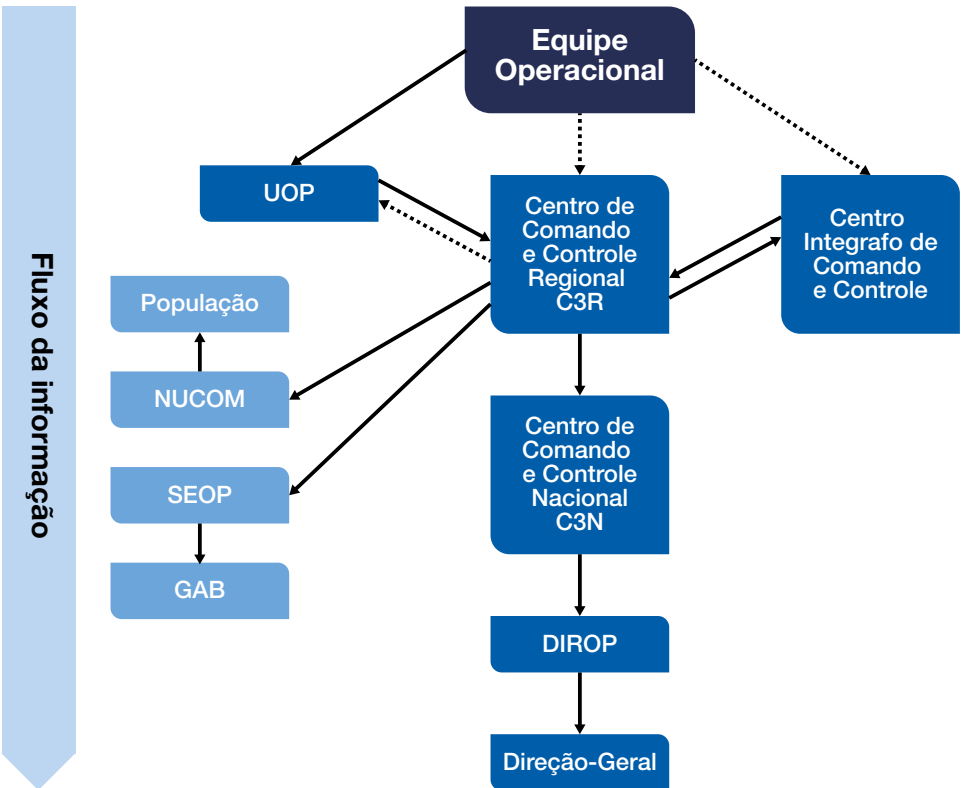 Fluxo da informação
Equipe
Operacional
UOP
Centro de
Comando
e Controle
Regional
C3R
Centro
Integrafo de
Comando
e Controle
População
NUCOM
SEOP
GAB
Centro de
Comando
e Controle
Nacional
C3N
DIROP
Direção-Geral